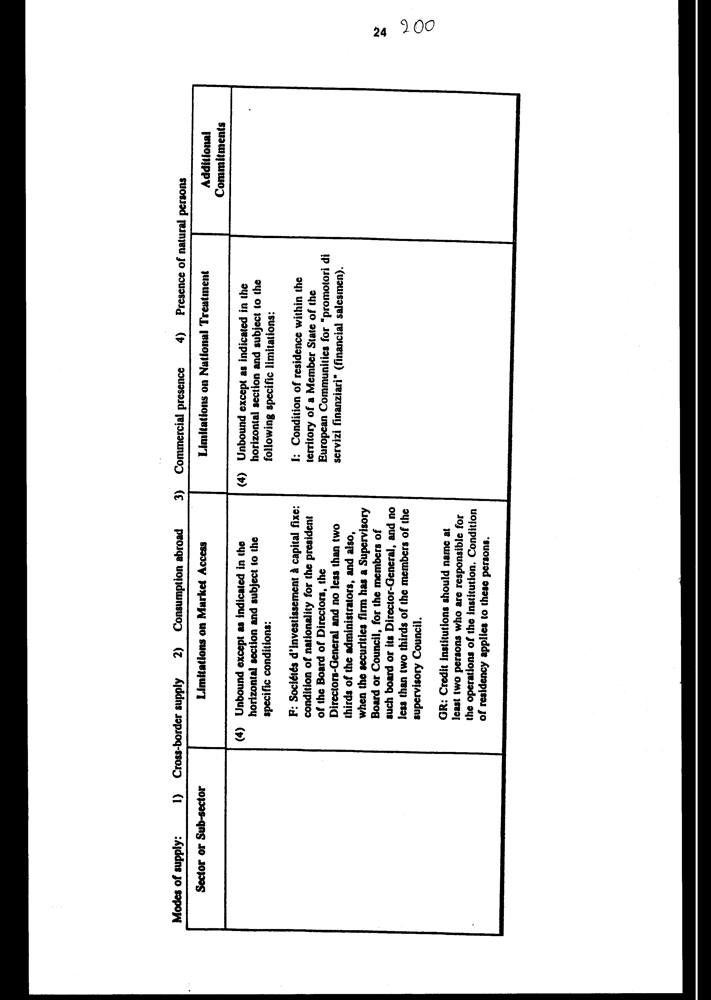 24 200
Modes of supply: 1) Cross-border supply 2) Consumption abroad 3) Commercial presence 4) Presence of natural persons
Sector or Sub-sector
Limitations on Market Access
Limitations on National Treatment
Additional
Commitments
(4) Unbound except as indicated in the
horizontal section and subject to the
specific conditions:
F: Sociétés d'investissement à capital fixe:
condition of nationality for the president
of the Board of Directors, the
Directors-General and no less than two
thirds of the administrators, and also,
when the securities firm has a Supervisory
Board or Council, for the members of
such board or its Director-General, and no
less than two thirds of the members of the
supervisory Council.
GR: Credit institutions should name at
least two persons who are responsible for
the operations of the institution. Condition
of residency applies to these persons.
(4) Unbound except as indicated in the
horizontal section and subject to the
following specific limitations:
I: Condition of residence within the
territory of a Member State of the
European Communities for "promotori di
servizi finanziari" (financial salesmen).